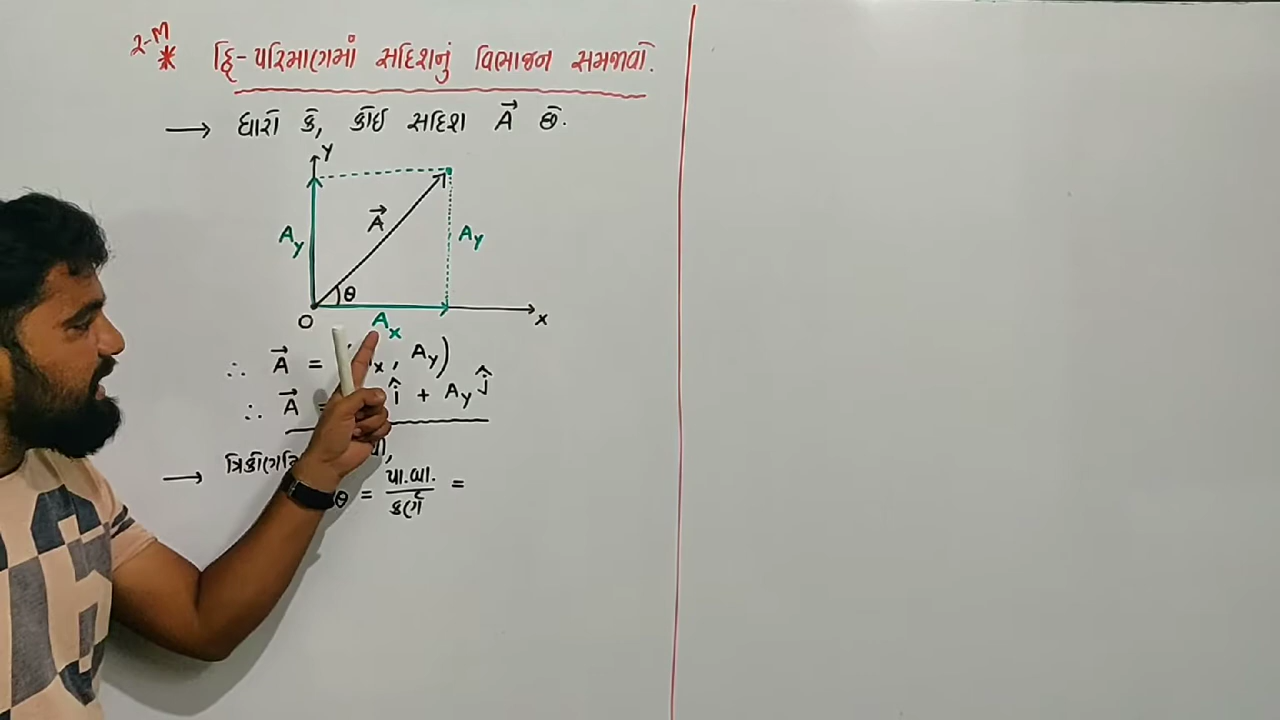 2-M
* દ્વિ-પરિમાણમાં સદિશનું વિભાજન સમજાવો.
→ ધારો કે, કોઈ સદિશ A⃗ છે.
Y
A⃗
Ay
Ay
θ
O
Ax
X
∴ A⃗ = ( x, Ay)
∴ A⃗ = î + Ay ĵ
→
θ = પા.બા./કર્ણ =